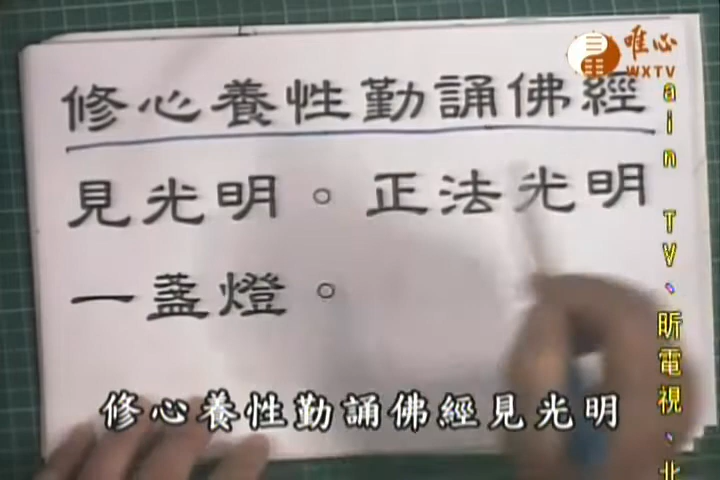 修心養性勤誦佛經
見光明。正法光明
一盞燈。
修心養性勤誦佛經見光明
唯心
WXTV
ain TV、昕電視、北